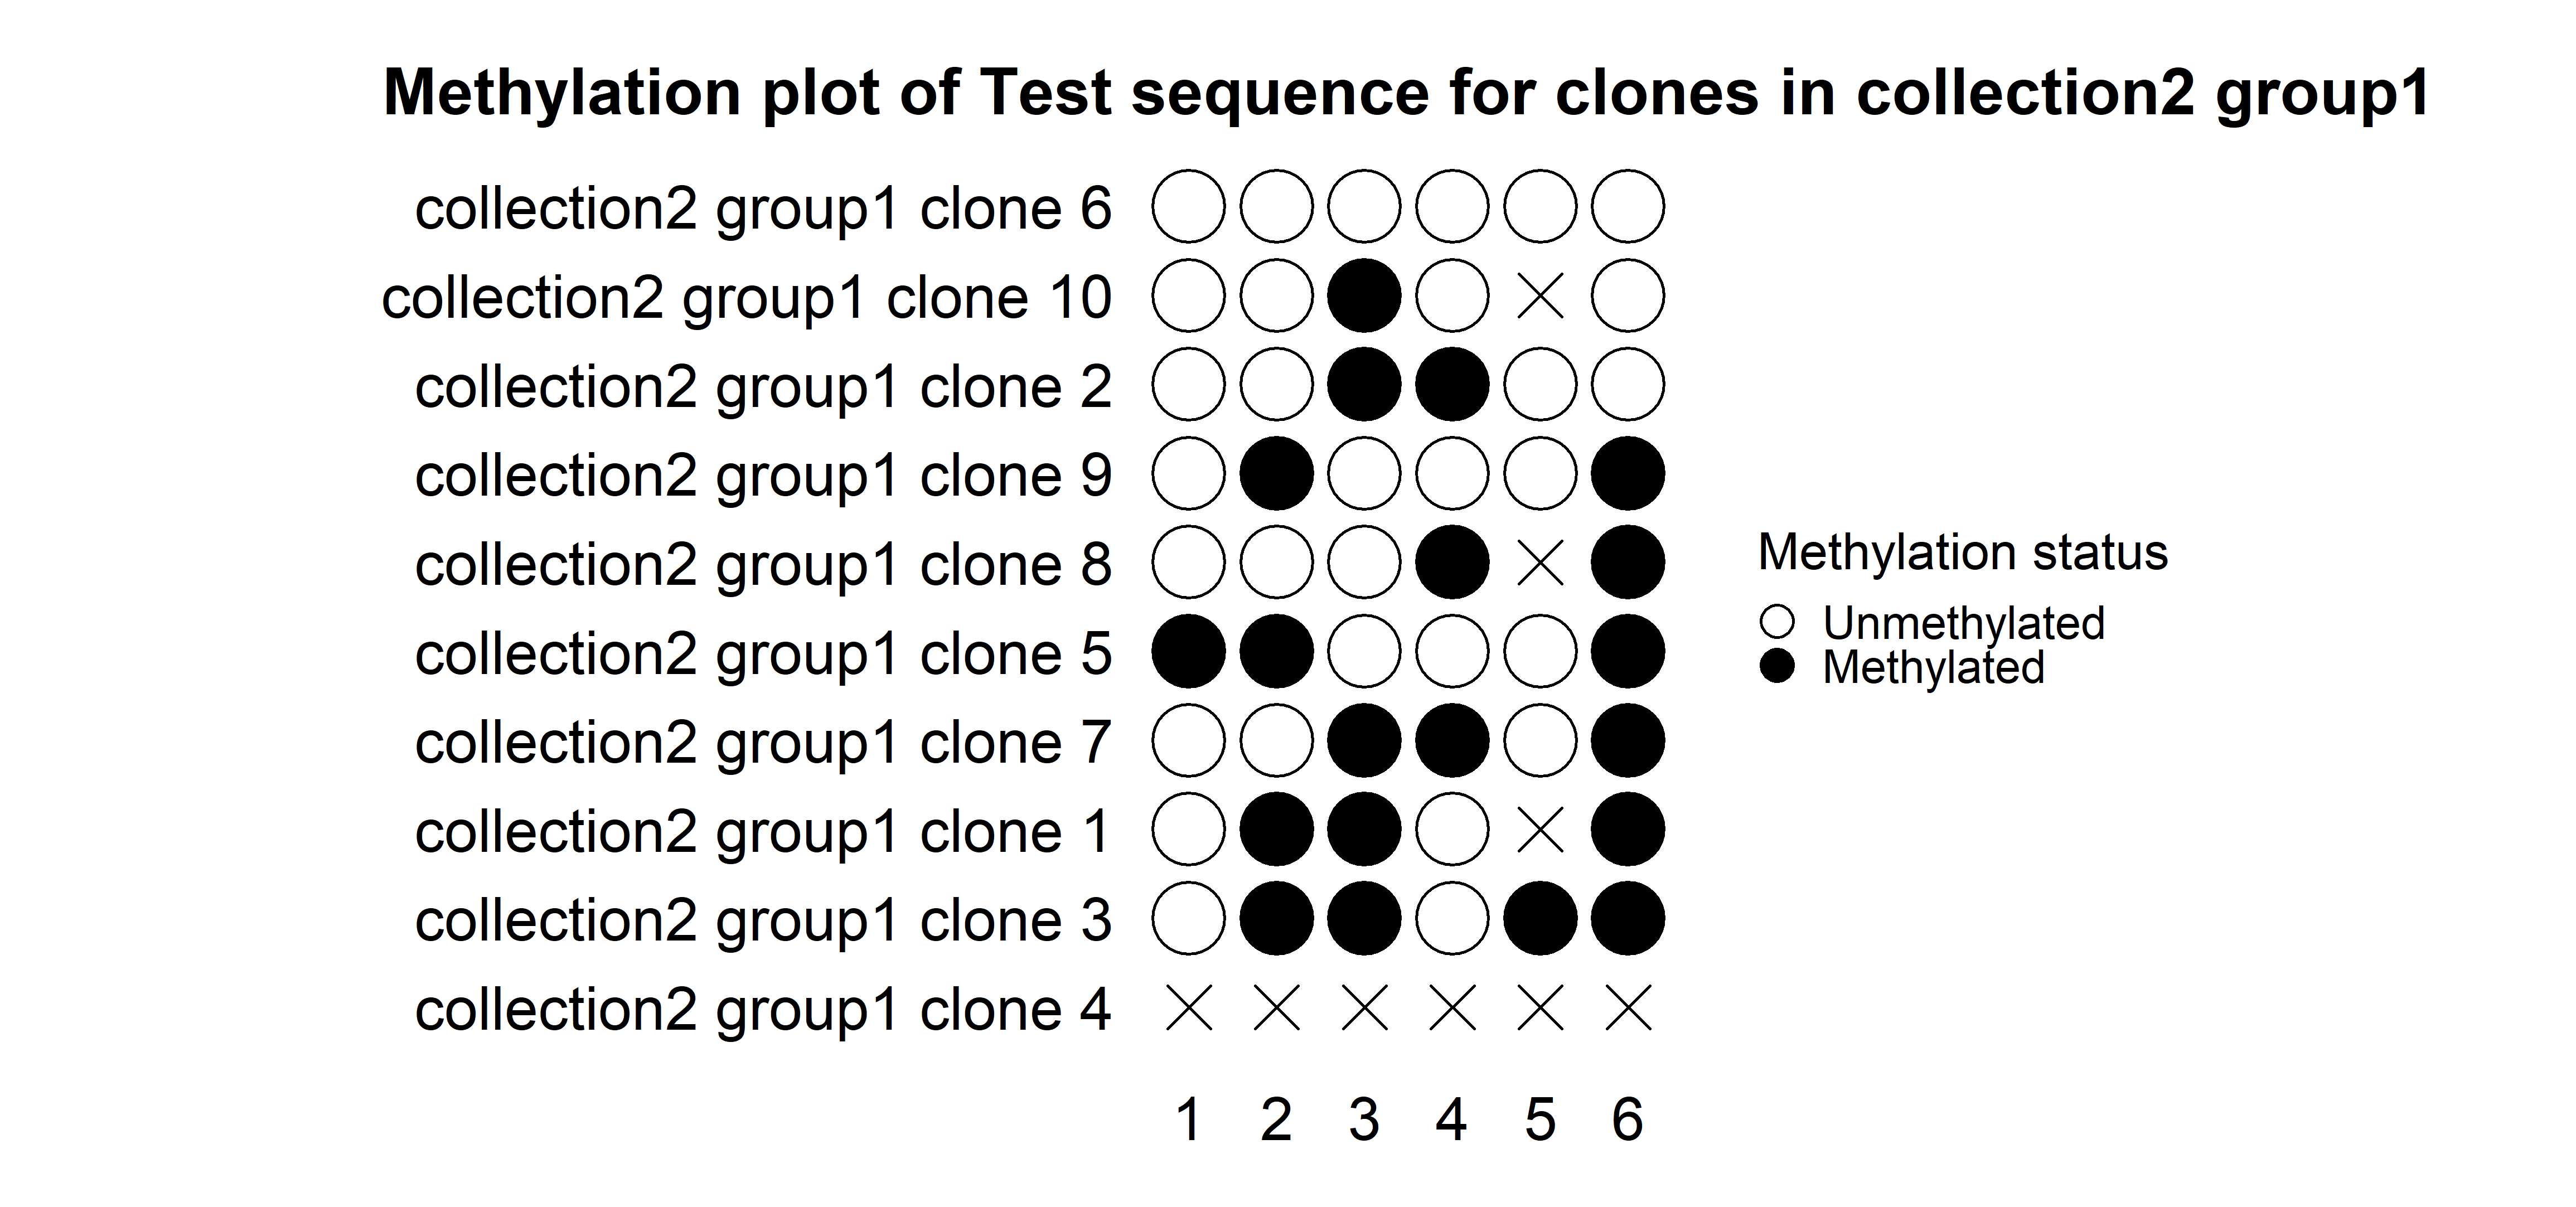 Methylation plot of Test sequence for clones in collection2 group1
collection2 group1 clone 6
collection2 group1 clone 10
collection2 group1 clone 2
collection2 group1 clone 9
collection2 group1 clone 8
collection2 group1 clone 5
collection2 group1 clone 7
collection2 group1 clone 1
collection2 group1 clone 3
collection2 group1 clone 4
1 2 3 4 5 6
Methylation status
Unmethylated
Methylated